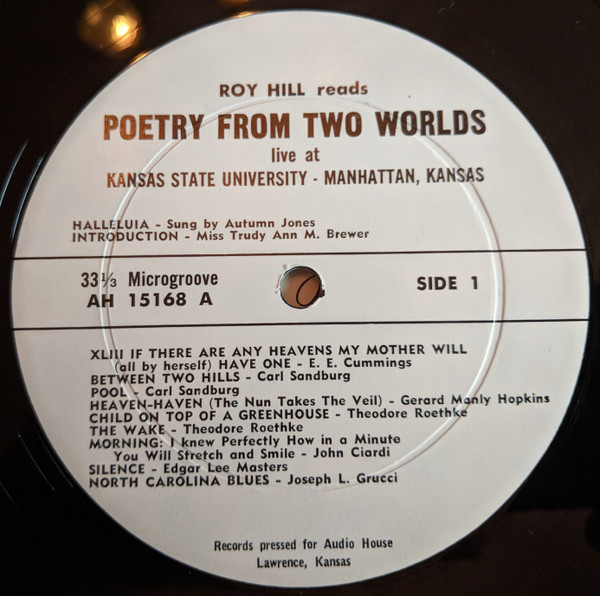 ROY HILL reads
POETRY FROM TWO WORLDS
live at
KANSAS STATE UNIVERSITY - MANHATTAN, KANSAS
HALLELUIA - Sung by Autumn Jones
INTRODUCTION - Miss Trudy Ann M. Brewer
33⅓ Microgroove
AH 15168 A
SIDE 1
XLIII IF THERE ARE ANY HEAVENS MY MOTHER WILL
(all by herself) HAVE ONE - E. E. Cummings
BETWEEN TWO HILLS - Carl Sandburg
POOL - Carl Sandburg
HEAVEN-HAVEN (The Nun Takes The Veil) - Gerard Manly Hopkins
CHILD ON TOP OF A GREENHOUSE - Theodore Roethke
THE WAKE - Theodore Roethke
MORNING: I knew Perfectly How in a Minute
You Will Stretch and Smile - John Ciardi
SILENCE - Edgar Lee Masters
NORTH CAROLINA BLUES - Joseph L. Grucci
Records pressed for Audio House
Lawrence, Kansas